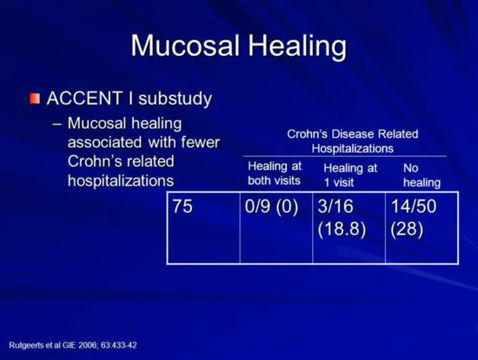 Mucosal Healing
ACCENT I substudy
– Mucosal healing
associated with fewer
Crohn's related
hospitalizations
Crohn's Disease Related
Hospitalizations
Healing at
both visits
Healing at
1 visit
No
healing
75
0/9 (0)
3/16
(18.8)
14/50
(28)
Rutgeerts et al GIE 2006; 63:433-42